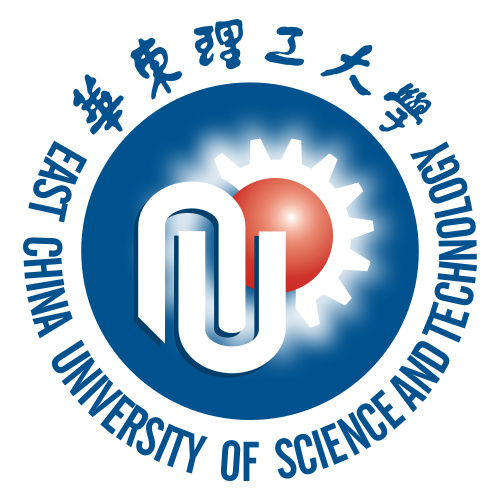 華東理工大學
EAST CHINA UNIVERSITY OF SCIENCE AND TECHNOLOGY